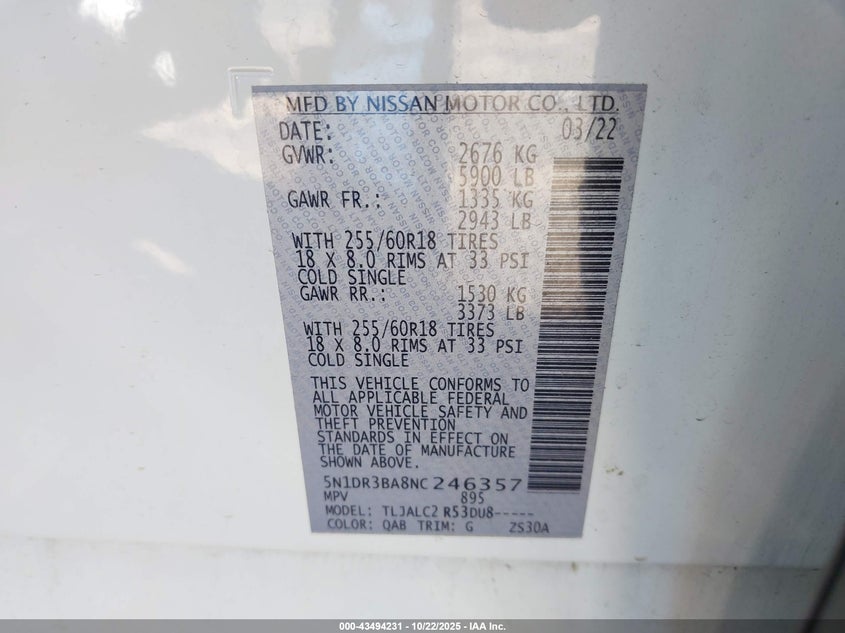 MFD BY NISSAN MOTOR CO., LTD.
DATE: 03/22
GVWR: 2676 KG
5900 LB
GAWR FR.: 1335 KG
2943 LB
WITH 255/60R18 TIRES
18 X 8.0 RIMS AT 33 PSI
COLD SINGLE
GAWR RR.: 1530 KG
3373 LB
WITH 255/60R18 TIRES
18 X 8.0 RIMS AT 33 PSI
COLD SINGLE
THIS VEHICLE CONFORMS TO
ALL APPLICABLE FEDERAL
MOTOR VEHICLE SAFETY AND
THEFT PREVENTION
STANDARDS IN EFFECT ON
THE DATE OF MANUFACTURE
SHOWN ABOVE.
5N1DR3BA8NC246357
MPV 895
MODEL: TLJALC2 R53DU8-----
COLOR: QAB TRIM: G 2S30A
000-43494231 - 10/22/2025 - IAA Inc.